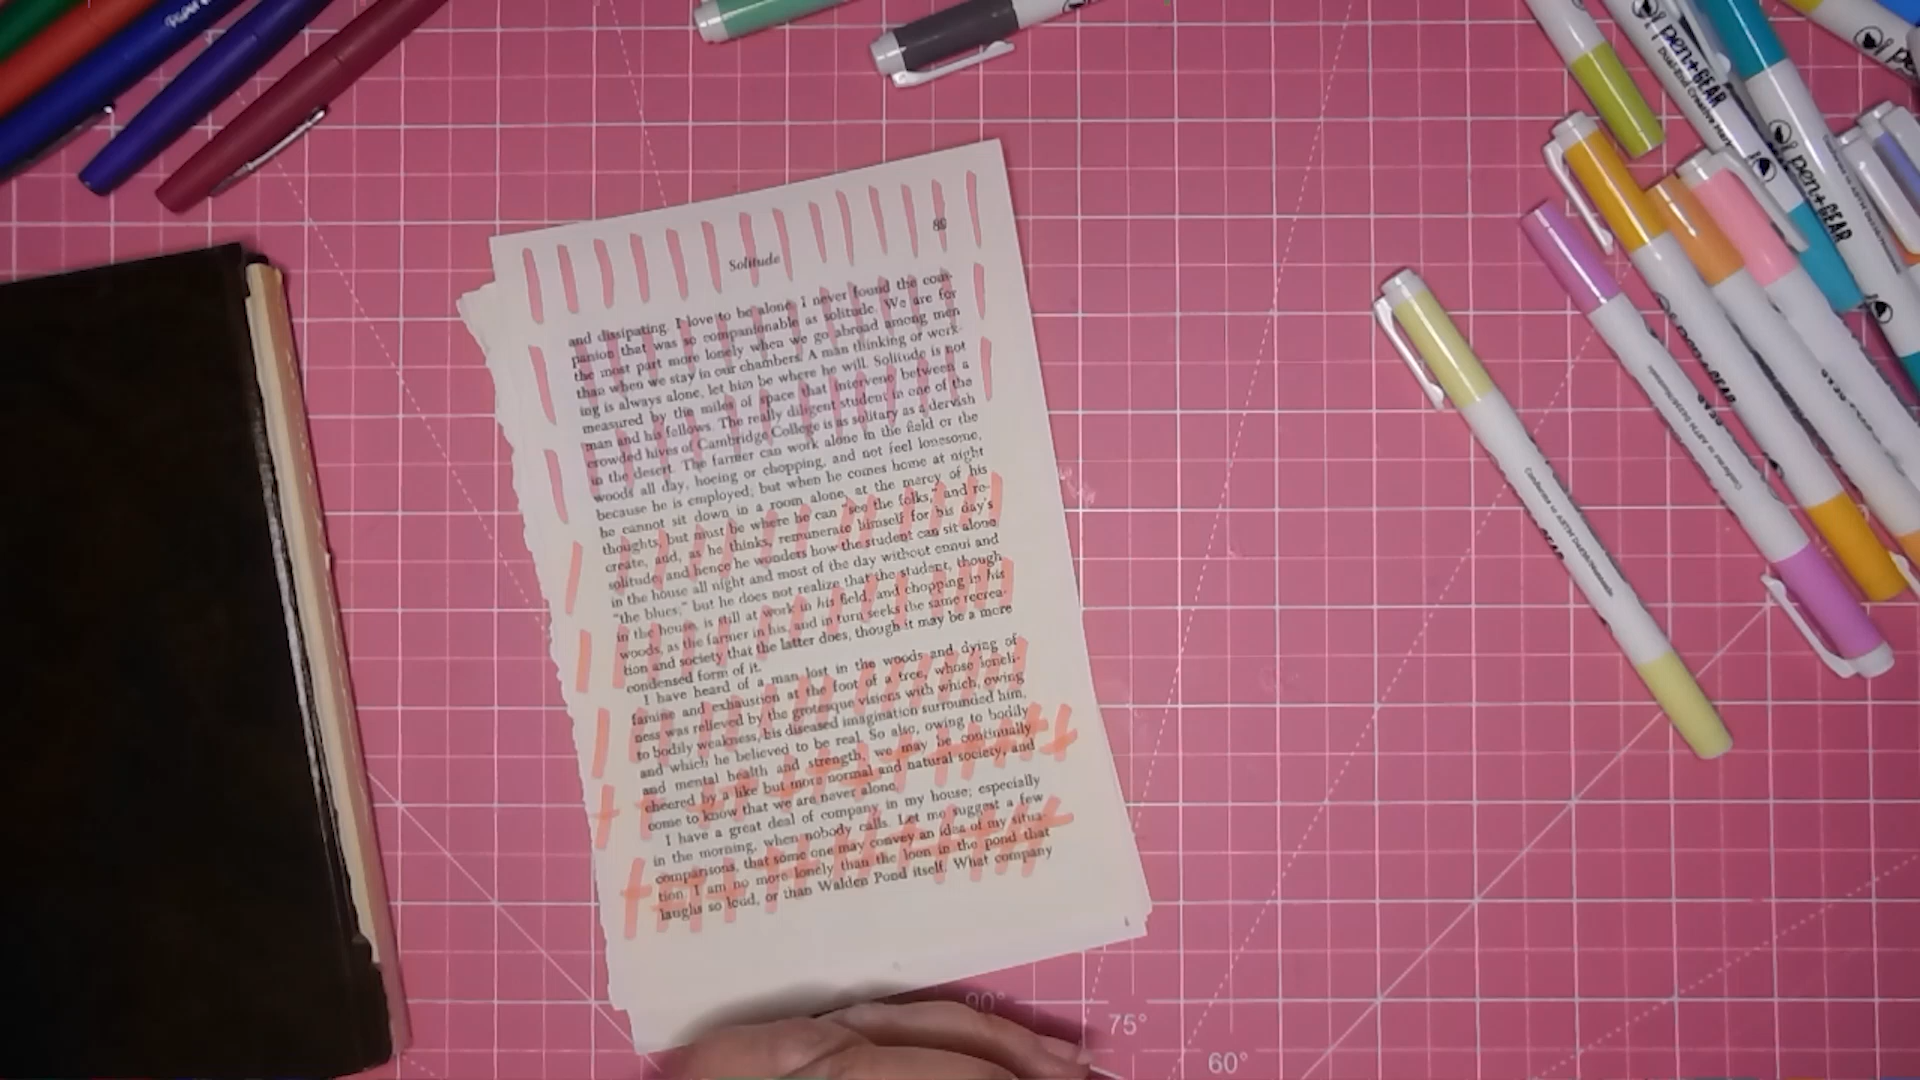 Paper
pen+GEAR
Dual-End Creative Mark
pen+GEAR
89
Solitude
and dissipating. I love to be alone. I never found the com-
panion that was so companionable as solitude. We are for
the most part more lonely when we go abroad among men
than when we stay in our chambers. A man thinking or work-
ing is always alone, let him be where he will. Solitude is not
measured by the miles of space that intervene between a
man and his fellows. The really diligent student in one of the
crowded hives of Cambridge College is as solitary as a dervish
in the desert. The farmer can work alone in the field or the
woods all day, hoeing or chopping, and not feel lonesome,
because he is employed; but when he comes home at night
he cannot sit down in a room alone, at the mercy of his
thoughts, but must be where he can "see the folks," and re-
create, and, as he thinks, remunerate himself for his day's
solitude; and hence he wonders how the student can sit alone
in the house all night and most of the day without ennui and
"the blues;" but he does not realize that the student, though
in the house, is still at work in his field, and chopping in his
woods, as the farmer in his, and in turn seeks the same recrea-
tion and society that the latter does, though it may be a more
condensed form of it.
I have heard of a man lost in the woods and dying of
famine and exhaustion at the foot of a tree, whose loneli-
ness was relieved by the grotesque visions with which, owing
to bodily weakness, his diseased imagination surrounded him,
and which he believed to be real. So also, owing to bodily
and mental health and strength, we may be continually
cheered by a like but more normal and natural society, and
come to know that we are never alone.
I have a great deal of company in my house; especially
in the morning, when nobody calls. Let me suggest a few
comparisons, that some one may convey an idea of my situa-
tion. I am no more lonely than the loon in the pond that
laughs so loud, or than Walden Pond itself. What company
90°
75°
60°